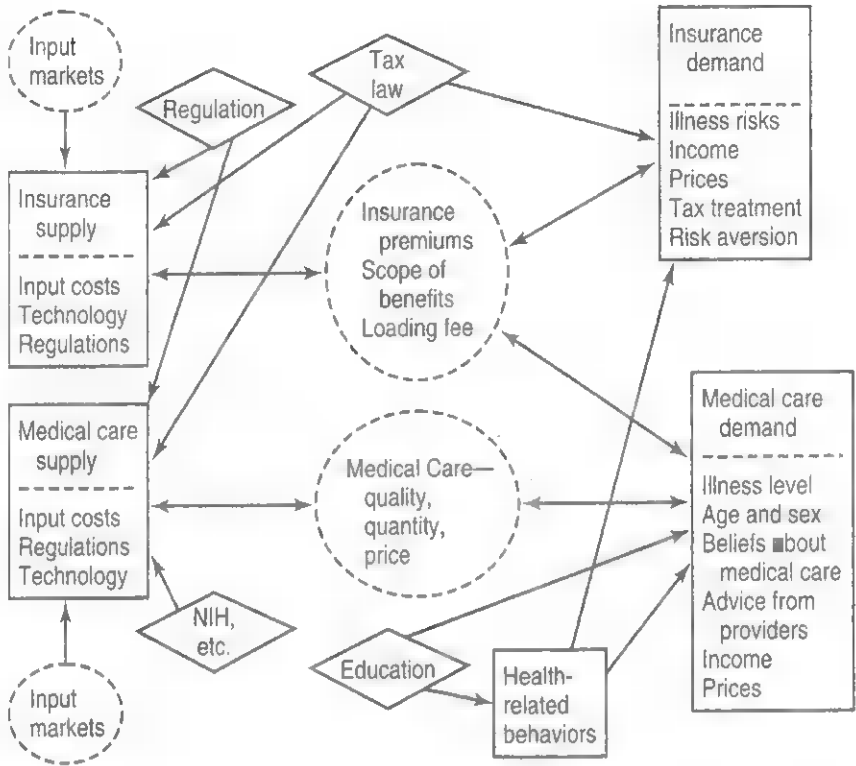 Input
markets
Regulation
Tax
law
Insurance
demand
Illness risks
Income
Prices
Tax treatment
Risk aversion
Insurance
supply
Input costs
Technology
Regulations
Insurance
premiums
Scope of
benefits
Loading fee
Medical care
supply
Input costs
Regulations
Technology
Medical Care—
quality,
quantity,
price
Medical care
demand
Illness level
Age and sex
Beliefs about
medical care
Advice from
providers
Income
Prices
NIH,
etc.
Education
Health-
related
behaviors
Input
markets